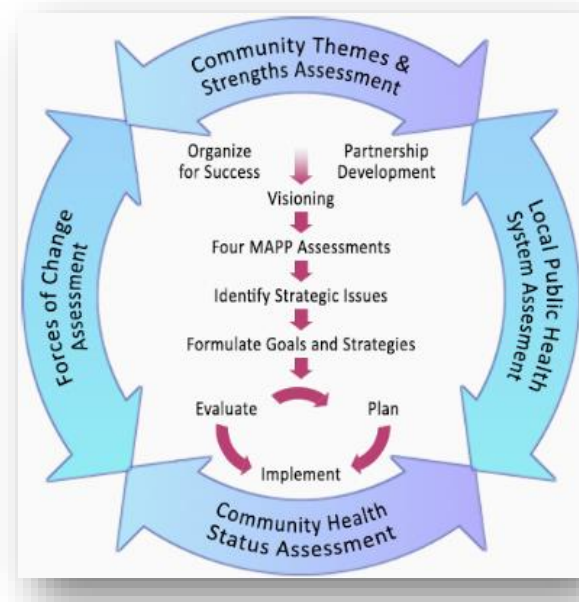 Community Themes &
Strengths Assessment
Organize
for Success
Partnership
Development
Visioning
Four MAPP Assessments
Identify Strategic Issues
Formulate Goals and Strategies
Evaluate
Plan
Implement
Forces of Change
Assessment
Local Public Health
System Assesment
Community Health
Status Assessment